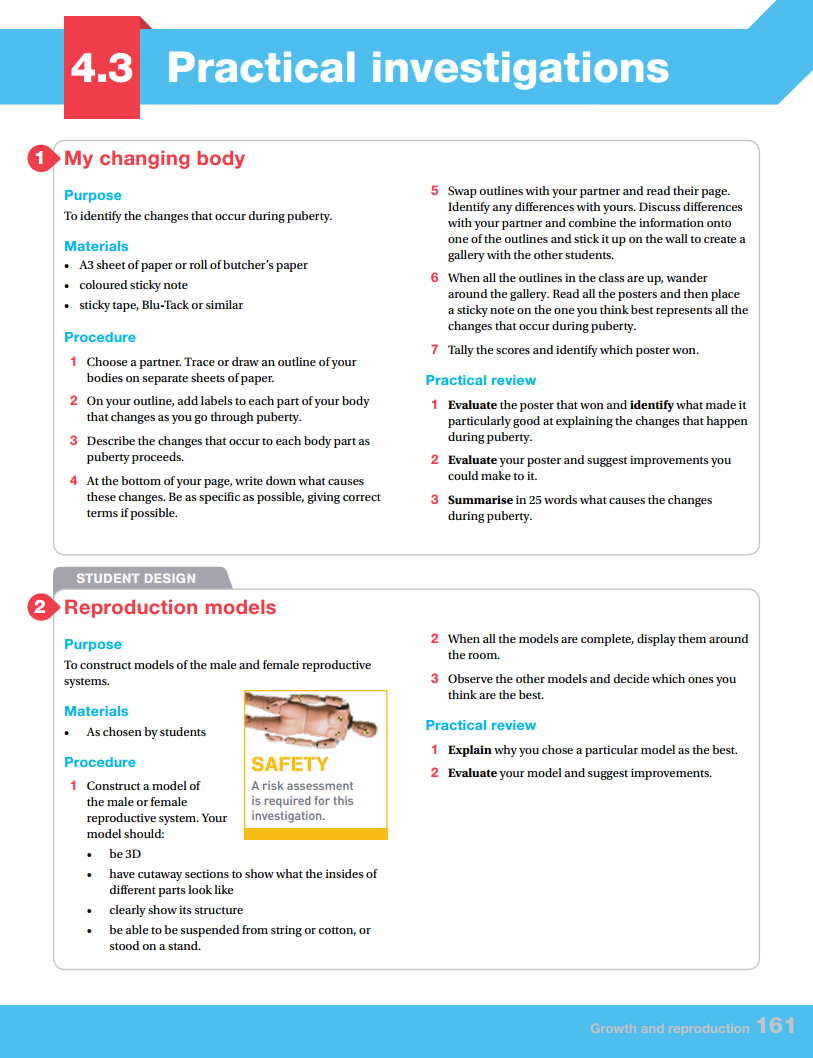 4.3 Practical investigations
1 My changing body
Purpose
To identify the changes that occur during puberty.
Materials
• A3 sheet of paper or roll of butcher's paper
• coloured sticky note
• sticky tape, Blu-Tack or similar
Procedure
1 Choose a partner. Trace or draw an outline of your
bodies on separate sheets of paper.
2 On your outline, add labels to each part of your body
that changes as you go through puberty.
3 Describe the changes that occur to each body part as
puberty proceeds.
4 At the bottom of your page, write down what causes
these changes. Be as specific as possible, giving correct
terms if possible.
5 Swap outlines with your partner and read their page.
Identify any differences with yours. Discuss differences
with your partner and combine the information onto
one of the outlines and stick it up on the wall to create a
gallery with the other students.
6 When all the outlines in the class are up, wander
around the gallery. Read all the posters and then place
a sticky note on the one you think best represents all the
changes that occur during puberty.
7 Tally the scores and identify which poster won.
Practical review
1 Evaluate the poster that won and identify what made it
particularly good at explaining the changes that happen
during puberty.
2 Evaluate your poster and suggest improvements you
could make to it.
3 Summarise in 25 words what causes the changes
during puberty.
STUDENT DESIGN
2 Reproduction models
Purpose
To construct models of the male and female reproductive
systems.
Materials
• As chosen by students
Procedure
1 Construct a model of
the male or female
reproductive system. Your
model should:
• be 3D
• have cutaway sections to show what the insides of
different parts look like
• clearly show its structure
• be able to be suspended from string or cotton, or
stood on a stand.
SAFETY
A risk assessment
is required for this
investigation.
2 When all the models are complete, display them around
the room.
3 Observe the other models and decide which ones you
think are the best.
Practical review
1 Explain why you chose a particular model as the best.
2 Evaluate your model and suggest improvements.
Growth and reproduction 161